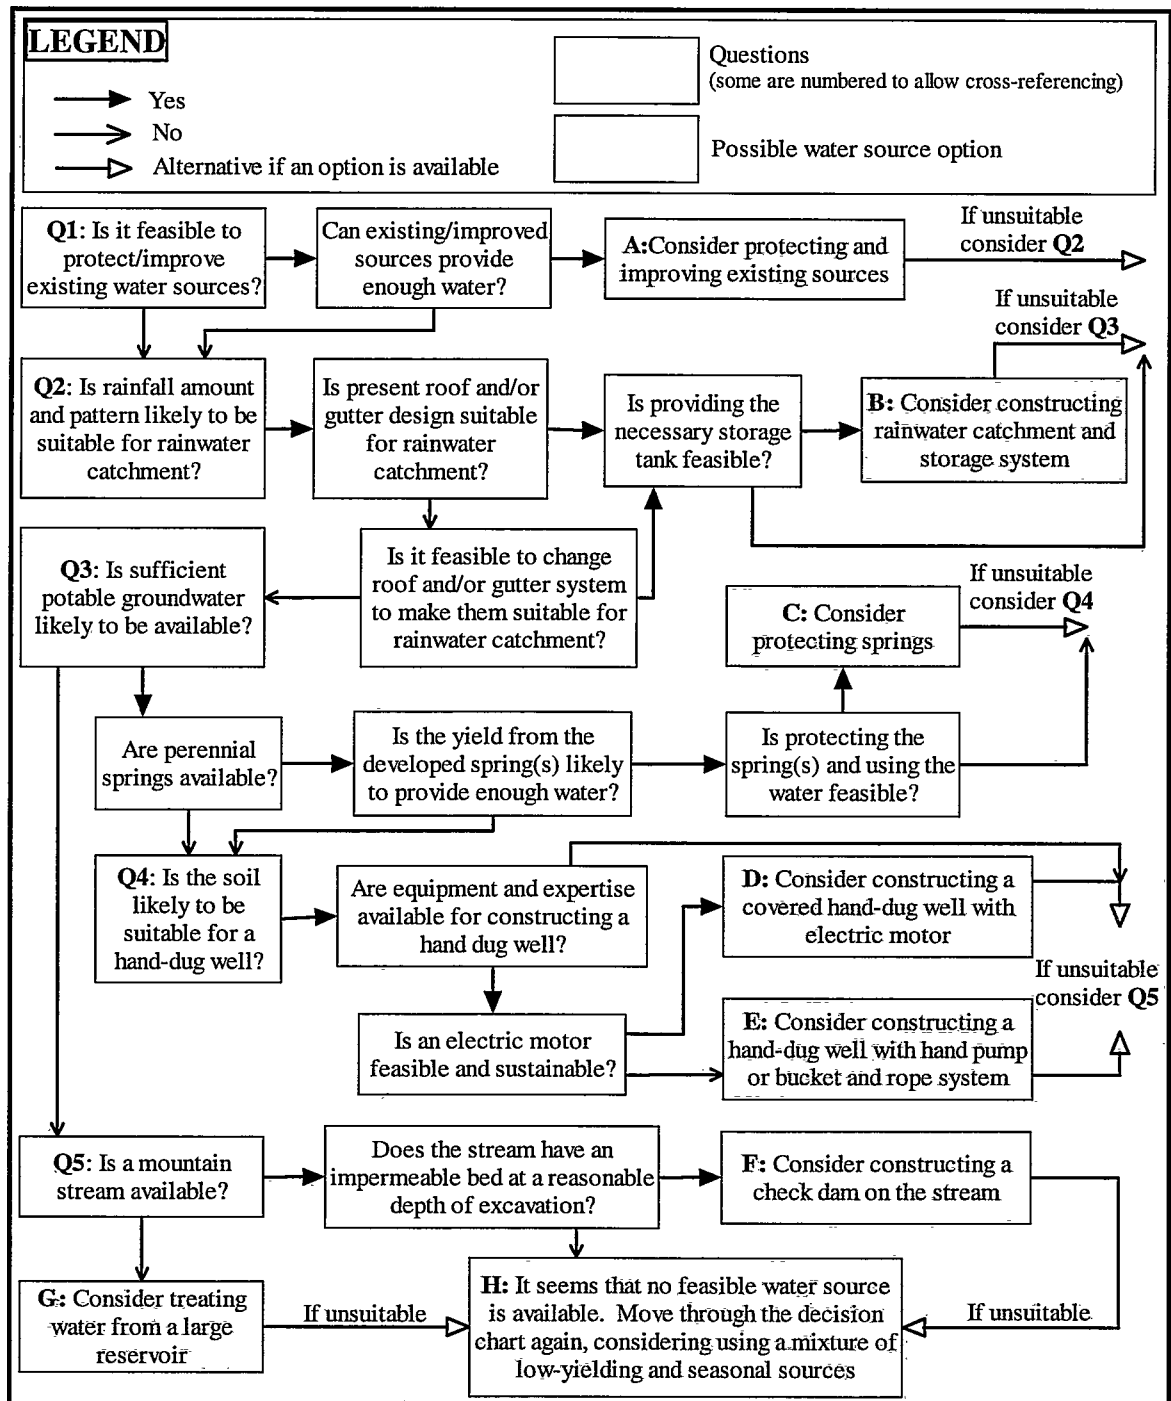 LEGEND
Yes
No
Alternative if an option is available
Questions
(some are numbered to allow cross-referencing)
Possible water source option
Q1: Is it feasible to
protect/improve
existing water sources?
Can existing/improved
sources provide
enough water?
A:Consider protecting and
improving existing sources
If unsuitable
consider Q2
If unsuitable
consider Q3
Q2: Is rainfall amount
and pattern likely to be
suitable for rainwater
catchment?
Is present roof and/or
gutter design suitable
for rainwater
catchment?
Is providing the
necessary storage
tank feasible?
B: Consider constructing
rainwater catchment and
storage system
Q3: Is sufficient
potable groundwater
likely to be available?
Is it feasible to change
roof and/or gutter system
to make them suitable for
rainwater catchment?
C: Consider
protecting springs
If unsuitable
consider Q4
Are perennial
springs available?
Is the yield from the
developed spring(s) likely
to provide enough water?
Is protecting the
spring(s) and using the
water feasible?
Q4: Is the soil
likely to be
suitable for a
hand-dug well?
Are equipment and expertise
available for constructing a
hand dug well?
D: Consider constructing a
covered hand-dug well with
electric motor
If unsuitable
consider Q5
Is an electric motor
feasible and sustainable?
E: Consider constructing a
hand-dug well with hand pump
or bucket and rope system
Q5: Is a mountain
stream available?
Does the stream have an
impermeable bed at a reasonable
depth of excavation?
F: Consider constructing a
check dam on the stream
G: Consider treating
water from a large
reservoir
If unsuitable
H: It seems that no feasible water source
is available. Move through the decision
chart again, considering using a mixture of
low-yielding and seasonal sources
If unsuitable